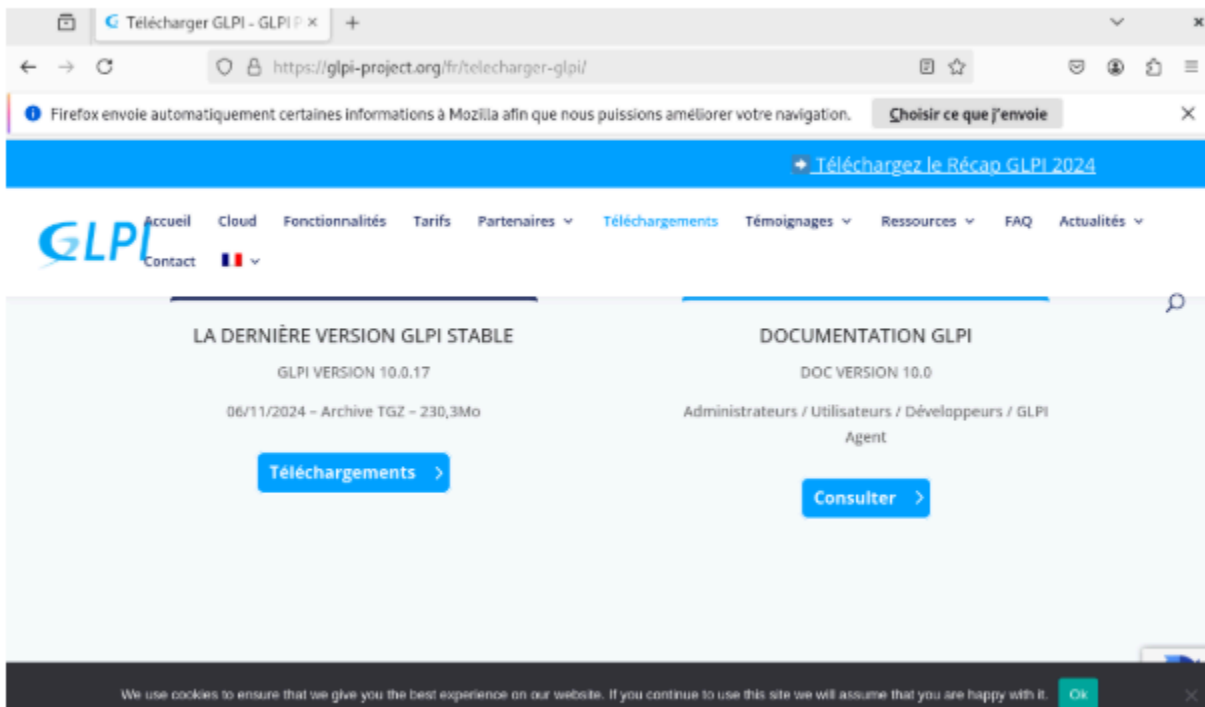 Télécharger GLPI - GLPI P
https://glpi-project.org/fr/telecharger-glpi/
Firefox envoie automatiquement certaines informations à Mozilla afin que nous puissions améliorer votre navigation. Choisir ce que j'envoie
Téléchargez le Récap GLPI 2024
GLPI
Accueil Cloud Fonctionnalités Tarifs Partenaires Téléchargements Témoignages Ressources FAQ Actualités
Contact
LA DERNIÈRE VERSION GLPI STABLE
GLPI VERSION 10.0.17
06/11/2024 – Archive TGZ – 230,3Mo
Téléchargements
DOCUMENTATION GLPI
DOC VERSION 10.0
Administrateurs / Utilisateurs / Développeurs / GLPI
Agent
Consulter
We use cookies to ensure that we give you the best experience on our website. If you continue to use this site we will assume that you are happy with it. Ok